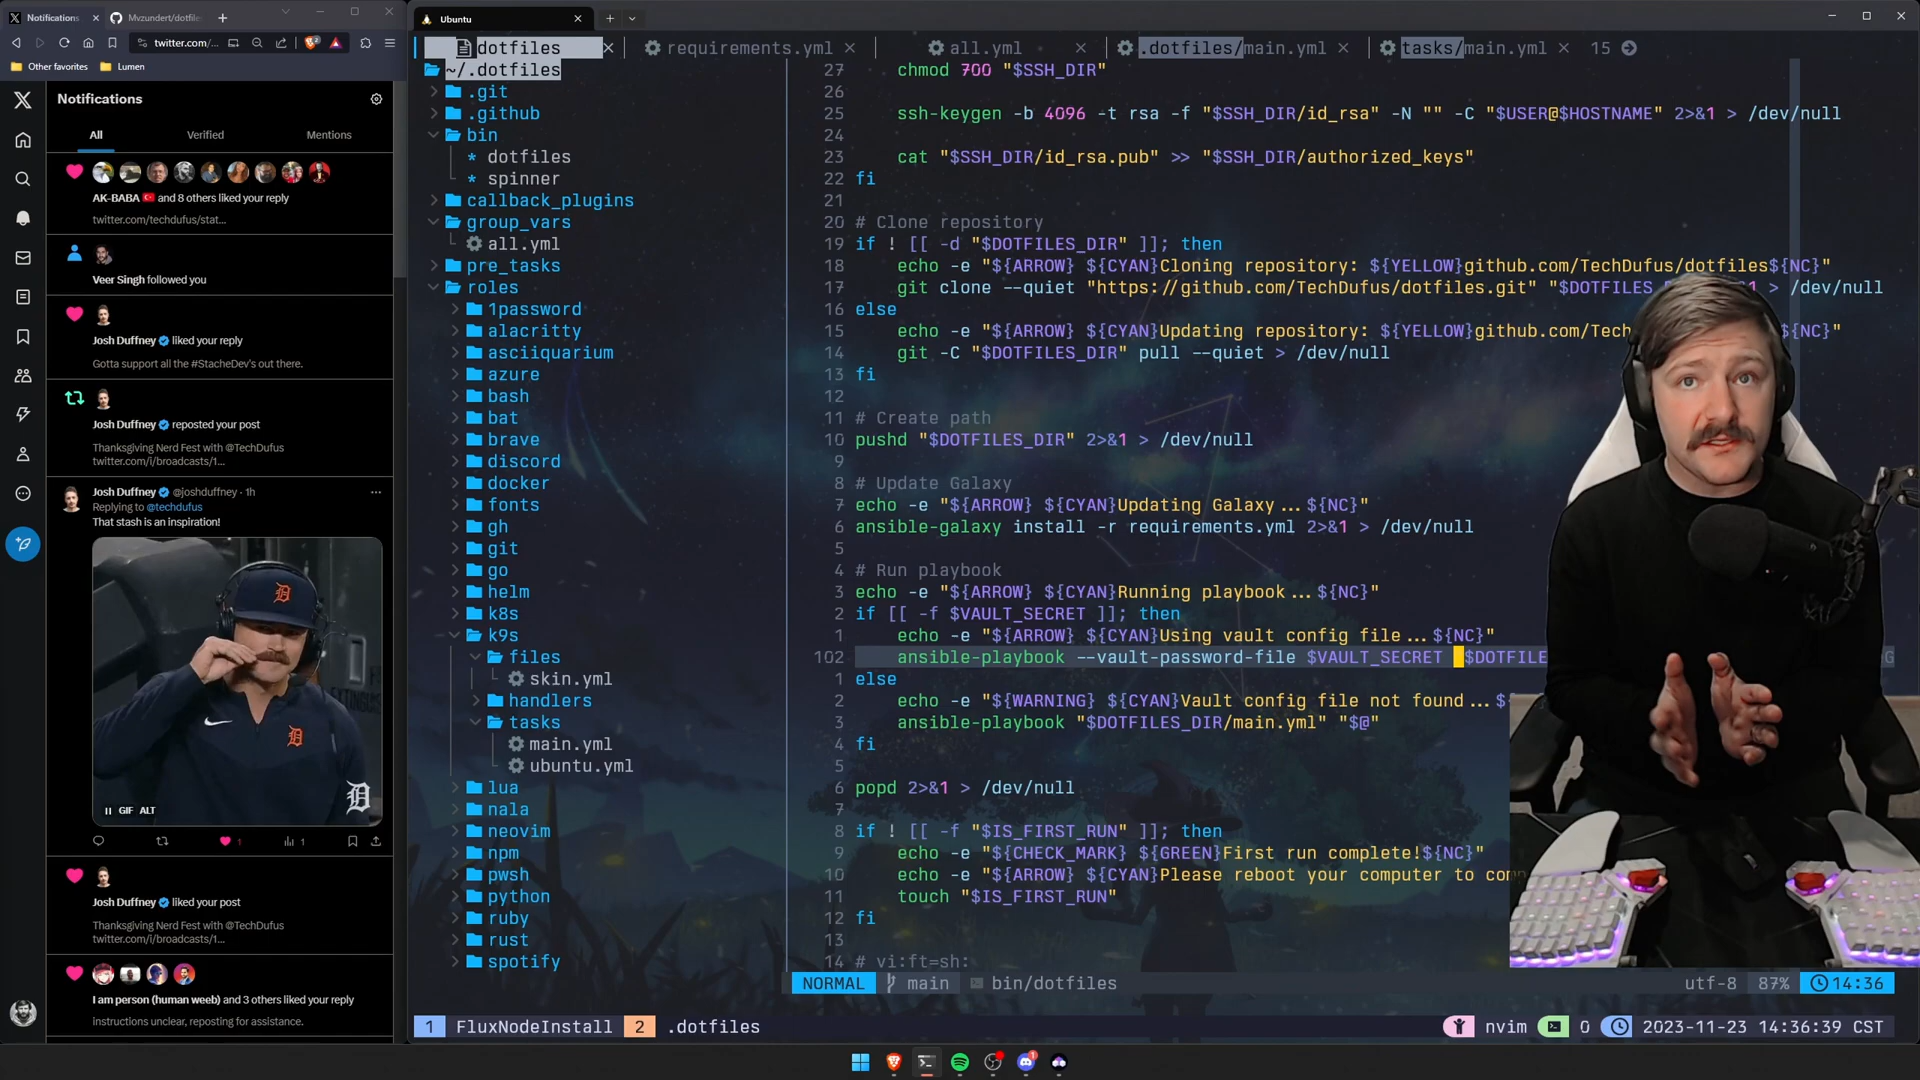 Notifications
Mvzundert/dotfile
twitter.com/...
Other favorites
Lumen
Notifications
All
Verified
Mentions
AK-BABA 🇹🇷 and 8 others liked your reply
twitter.com/techdufus/stat...
Veer Singh followed you
Josh Duffney liked your reply
Gotta support all the #StacheDev's out there.
Josh Duffney reposted your post
Thanksgiving Nerd Fest with @TechDufus
twitter.com/i/broadcasts/1...
Josh Duffney @joshduffney · 1h
Replying to @techdufus
That stash is an inspiration!
GIF ALT
1
1
Josh Duffney liked your post
Thanksgiving Nerd Fest with @TechDufus
twitter.com/i/broadcasts/1...
I am person (human weeb) and 3 others liked your reply
instructions unclear, reposting for assistance.
Ubuntu
dotfiles
requirements.yml
all.yml
.dotfiles/main.yml
tasks/main.yml
15
~/.dotfiles
.git
.github
bin
* dotfiles
* spinner
callback_plugins
group_vars
all.yml
pre_tasks
roles
1password
alacritty
asciiquarium
azure
bash
bat
brave
discord
docker
fonts
gh
git
go
helm
k8s
k9s
files
skin.yml
handlers
tasks
main.yml
ubuntu.yml
lua
nala
neovim
npm
pwsh
python
ruby
rust
spotify
27 chmod 700 "$SSH_DIR"
26
25 ssh-keygen -b 4096 -t rsa -f "$SSH_DIR/id_rsa" -N "" -C "$USER@$HOSTNAME" 2>&1 > /dev/null
24
23 cat "$SSH_DIR/id_rsa.pub" >> "$SSH_DIR/authorized_keys"
22 fi
21
20 # Clone repository
19 if ! [[ -d "$DOTFILES_DIR" ]]; then
18 echo -e "${ARROW} ${CYAN}Cloning repository: ${YELLOW}github.com/TechDufus/dotfiles${NC}"
17 git clone --quiet "https://github.com/TechDufus/dotfiles.git" "$DOTFILES_ > /dev/null
16 else
15 echo -e "${ARROW} ${CYAN}Updating repository: ${YELLOW}github.com/Tech ${NC}"
14 git -C "$DOTFILES_DIR" pull --quiet > /dev/null
13 fi
12
11 # Create path
10 pushd "$DOTFILES_DIR" 2>&1 > /dev/null
9
8 # Update Galaxy
7 echo -e "${ARROW} ${CYAN}Updating Galaxy...${NC}"
6 ansible-galaxy install -r requirements.yml 2>&1 > /dev/null
5
4 # Run playbook
3 echo -e "${ARROW} ${CYAN}Running playbook...${NC}"
2 if [[ -f $VAULT_SECRET ]]; then
1 echo -e "${ARROW} ${CYAN}Using vault config file...${NC}"
102 ansible-playbook --vault-password-file $VAULT_SECRET "$DOTFILE
1 else
2 echo -e "${WARNING} ${CYAN}Vault config file not found...$
3 ansible-playbook "$DOTFILES_DIR/main.yml" "$@"
4 fi
5
6 popd 2>&1 > /dev/null
7
8 if ! [[ -f "$IS_FIRST_RUN" ]]; then
9 echo -e "${CHECK_MARK} ${GREEN}First run complete!${NC}"
10 echo -e "${ARROW} ${CYAN}Please reboot your computer to com
11 touch "$IS_FIRST_RUN"
12 fi
13
14 # vi:ft=sh:
NORMAL main bin/dotfiles utf-8 87% 14:36
1 FluxNodeInstall 2 .dotfiles nvim 0 2023-11-23 14:36:39 CST